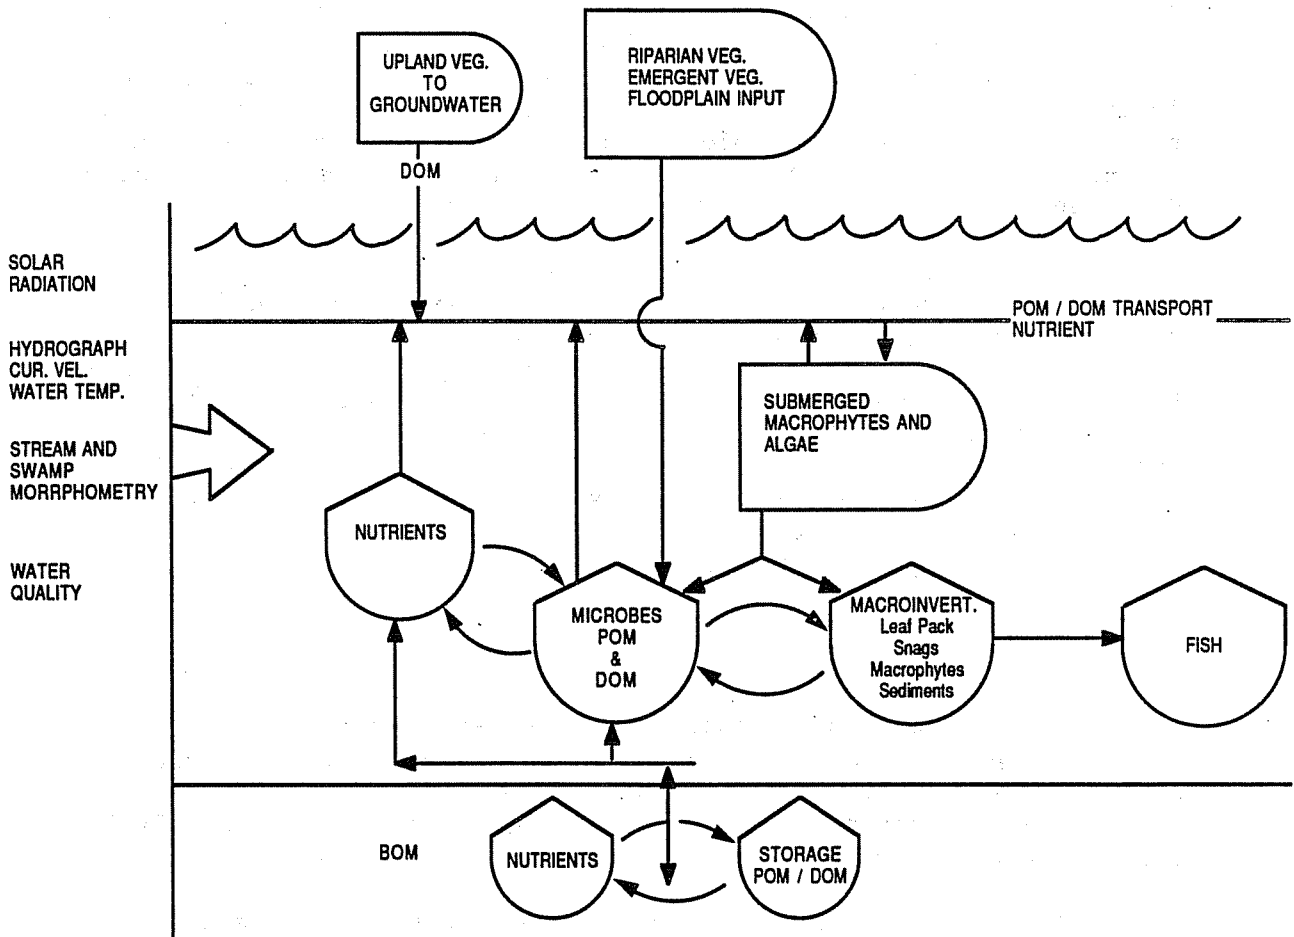 UPLAND VEG.
TO
GROUNDWATER
RIPARIAN VEG.
EMERGENT VEG.
FLOODPLAIN INPUT
DOM
SOLAR
RADIATION
POM / DOM TRANSPORT
NUTRIENT
HYDROGRAPH
CUR. VEL.
WATER TEMP.
SUBMERGED
MACROPHYTES AND
ALGAE
STREAM AND
SWAMP
MORRPHOMETRY
NUTRIENTS
WATER
QUALITY
MICROBES
POM
&
DOM
MACROINVERT.
Leaf Pack
Snags
Macrophytes
Sediments
FISH
BOM
NUTRIENTS
STORAGE
POM / DOM